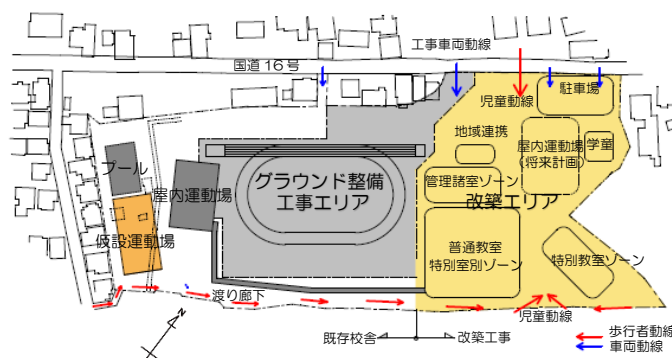 工事車両動線
国道16号
児童動線
駐車場
地域連携
屋内運動場
(将来計画)
学童
プール
屋内運動場
グラウンド整備
工事エリア
管理諸室ゾーン
改築エリア
仮設運動場
普通教室
特別室別ゾーン
特別教室ゾーン
渡り廊下
児童動線
既存校舎
改築工事
歩行者動線
車両動線
N